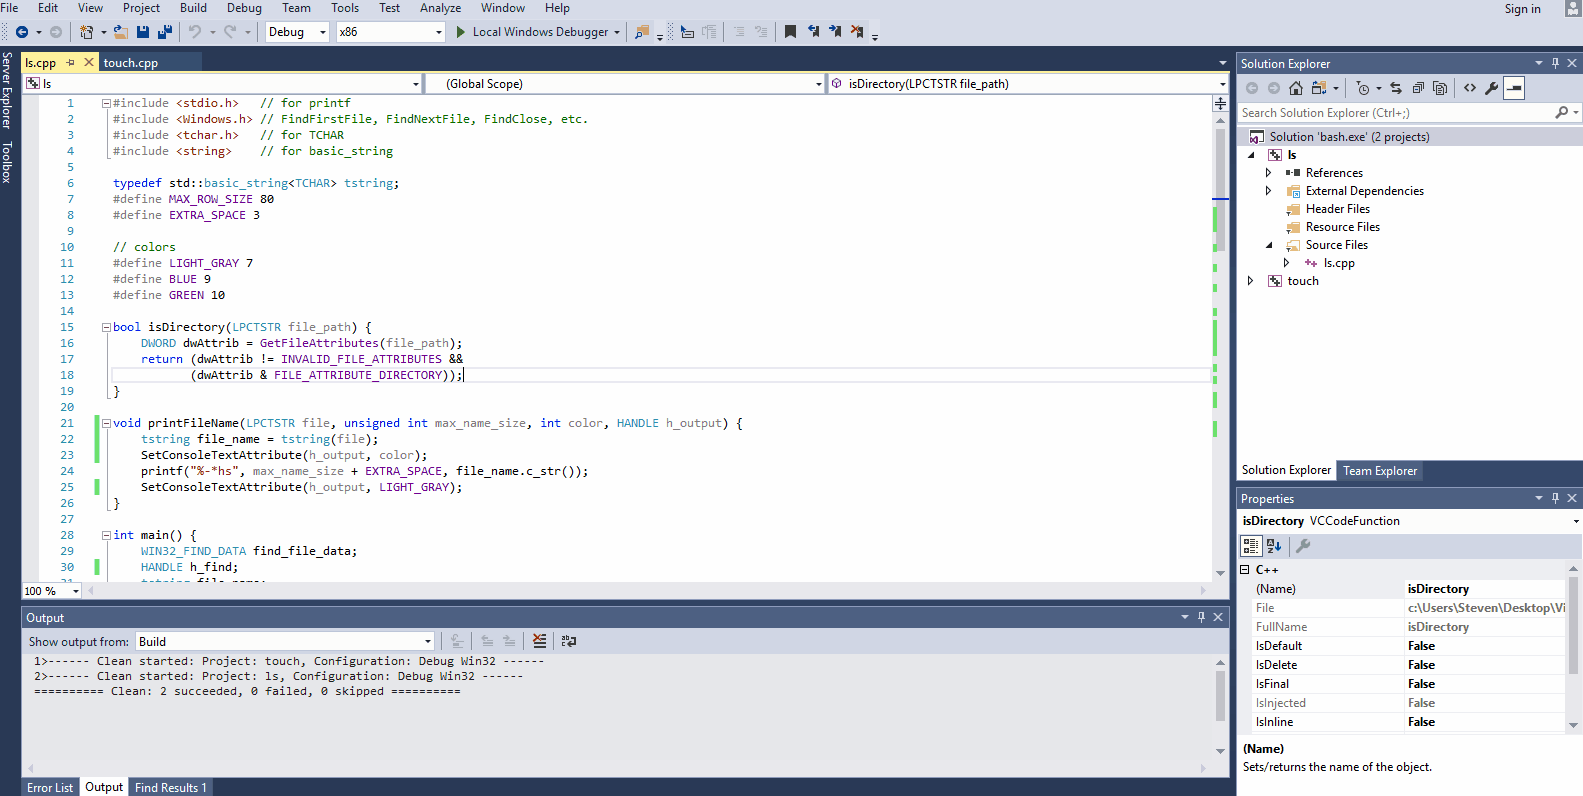 File Edit View Project Build Debug Team Tools Test Analyze Window Help Sign in
Debug x86 Local Windows Debugger
Server Explorer
Toolbox
ls.cpp touch.cpp
ls (Global Scope) isDirectory(LPCTSTR file_path)
1 #include <stdio.h> // for printf
2 #include <Windows.h> // FindFirstFile, FindNextFile, FindClose, etc.
3 #include <tchar.h> // for TCHAR
4 #include <string> // for basic_string
5
6 typedef std::basic_string<TCHAR> tstring;
7 #define MAX_ROW_SIZE 80
8 #define EXTRA_SPACE 3
9
10 // colors
11 #define LIGHT_GRAY 7
12 #define BLUE 9
13 #define GREEN 10
14
15 bool isDirectory(LPCTSTR file_path) {
16 DWORD dwAttrib = GetFileAttributes(file_path);
17 return (dwAttrib != INVALID_FILE_ATTRIBUTES &&
18 (dwAttrib & FILE_ATTRIBUTE_DIRECTORY));
19 }
20
21 void printFileName(LPCTSTR file, unsigned int max_name_size, int color, HANDLE h_output) {
22 tstring file_name = tstring(file);
23 SetConsoleTextAttribute(h_output, color);
24 printf("%-*hs", max_name_size + EXTRA_SPACE, file_name.c_str());
25 SetConsoleTextAttribute(h_output, LIGHT_GRAY);
26 }
27
28 int main() {
29 WIN32_FIND_DATA find_file_data;
30 HANDLE h_find;
100 %
Output
Show output from: Build
1>------ Clean started: Project: touch, Configuration: Debug Win32 ------
2>------ Clean started: Project: ls, Configuration: Debug Win32 ------
========== Clean: 2 succeeded, 0 failed, 0 skipped ==========
Error List Output Find Results 1
Solution Explorer
Search Solution Explorer (Ctrl+;)
Solution 'bash.exe' (2 projects)
ls
References
External Dependencies
Header Files
Resource Files
Source Files
ls.cpp
touch
Solution Explorer Team Explorer
Properties
isDirectory VCCodeFunction
C++
(Name) isDirectory
File c:\Users\Steven\Desktop\Vi
FullName isDirectory
IsDefault False
IsDelete False
IsFinal False
IsInjected False
IsInline False
(Name)
Sets/returns the name of the object.